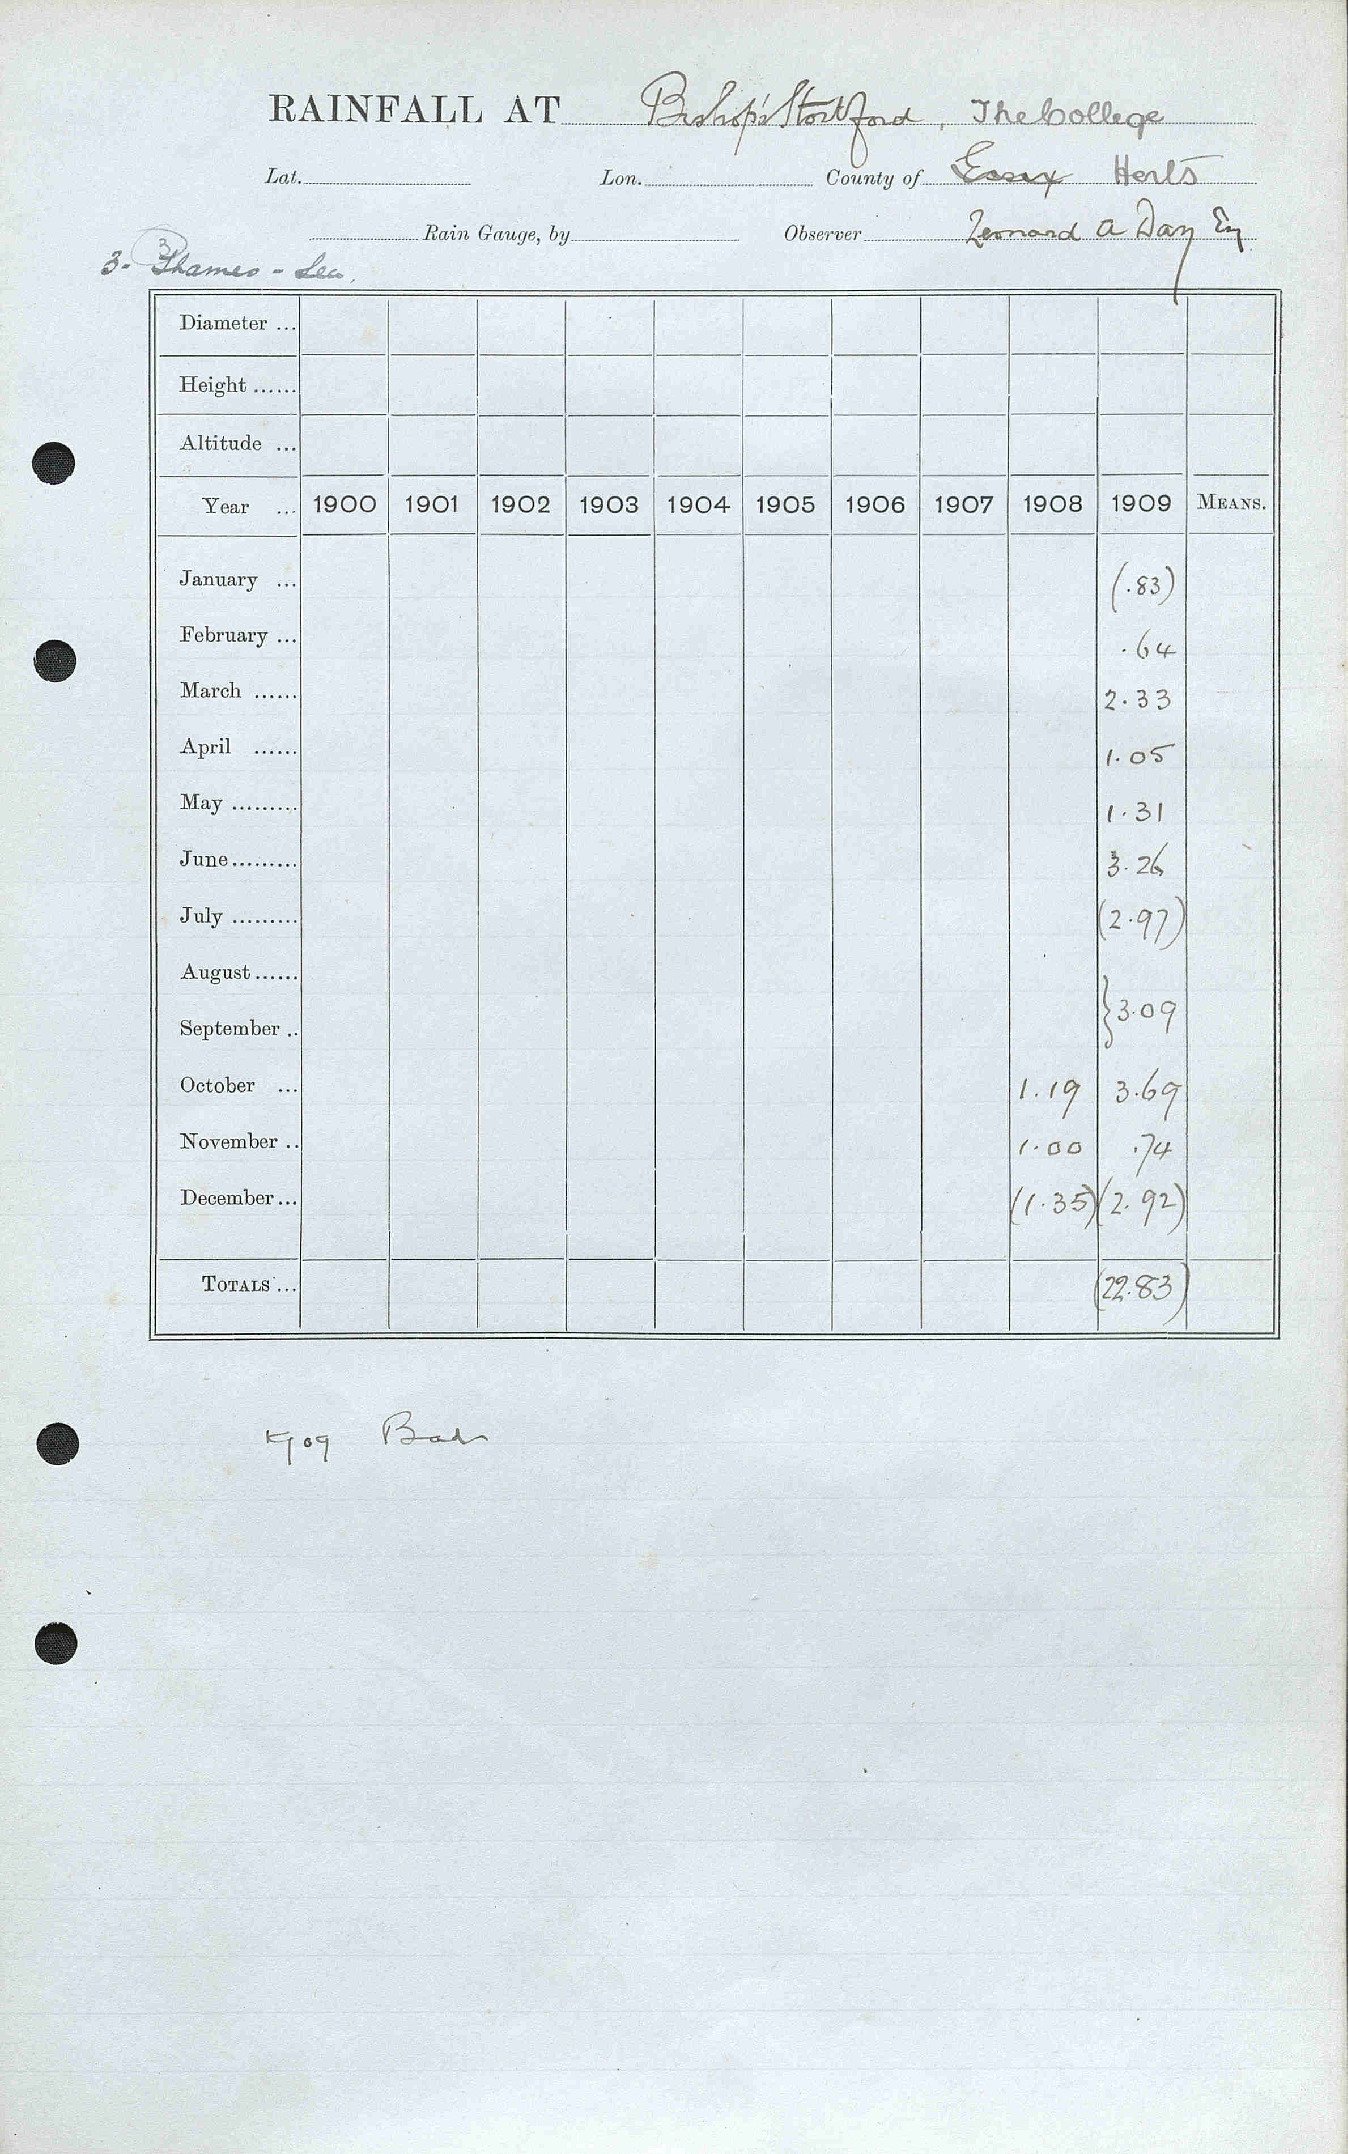 RAINFALL AT Bishop's Stortford, The College
Lat. Lon. County of Essex Herts
Rain Gauge, by Observer Leonard A Day Esq
3. Thames - Lea.
Diameter ...
Height ......
Altitude ...
Year ... 1900 1901 1902 1903 1904 1905 1906 1907 1908 1909 MEANS.
January ... (.83)
February ... .64
March ...... 2.33
April ...... 1.05
May ......... 1.31
June ......... 3.26
July ......... (2.97)
August ......
} 3.09
September ..
October ... 1.19 3.69
November .. 1.00 .74
December ... (1.35) (2.92)
TOTALS ... (22.83)
09 Bad